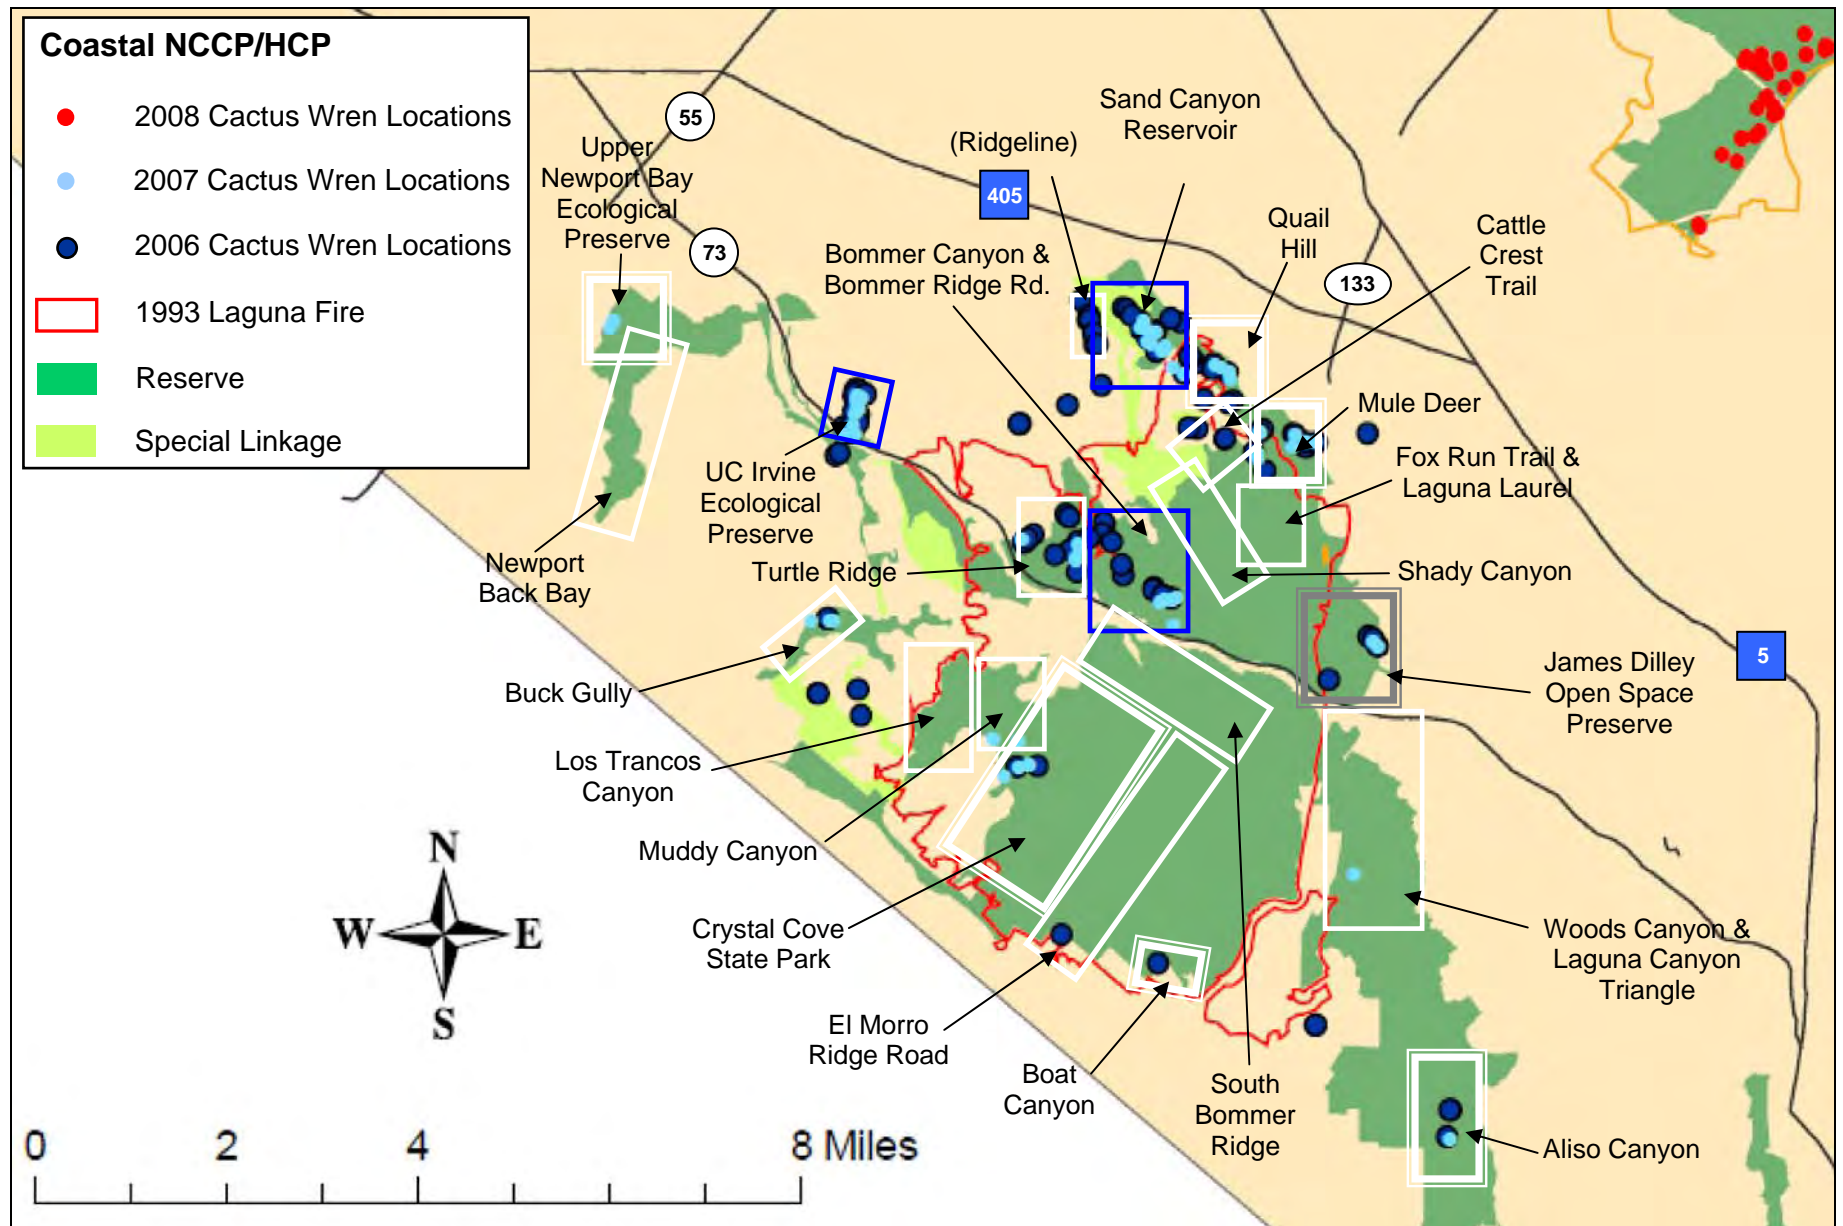 Coastal NCCP/HCP
2008 Cactus Wren Locations
2007 Cactus Wren Locations
2006 Cactus Wren Locations
1993 Laguna Fire
Reserve
Special Linkage
55
73
405
133
5
Upper
Newport Bay
Ecological
Preserve
(Ridgeline)
Sand Canyon
Reservoir
Quail
Hill
Cattle
Crest
Trail
Bommer Canyon &
Bommer Ridge Rd.
Mule Deer
Fox Run Trail &
Laguna Laurel
UC Irvine
Ecological
Preserve
Newport
Back Bay
Turtle Ridge
Shady Canyon
James Dilley
Open Space
Preserve
Buck Gully
Los Trancos
Canyon
Muddy Canyon
Crystal Cove
State Park
El Morro
Ridge Road
Boat
Canyon
South
Bommer
Ridge
Woods Canyon &
Laguna Canyon
Triangle
Aliso Canyon
N
W E
S
0 2 4 8 Miles